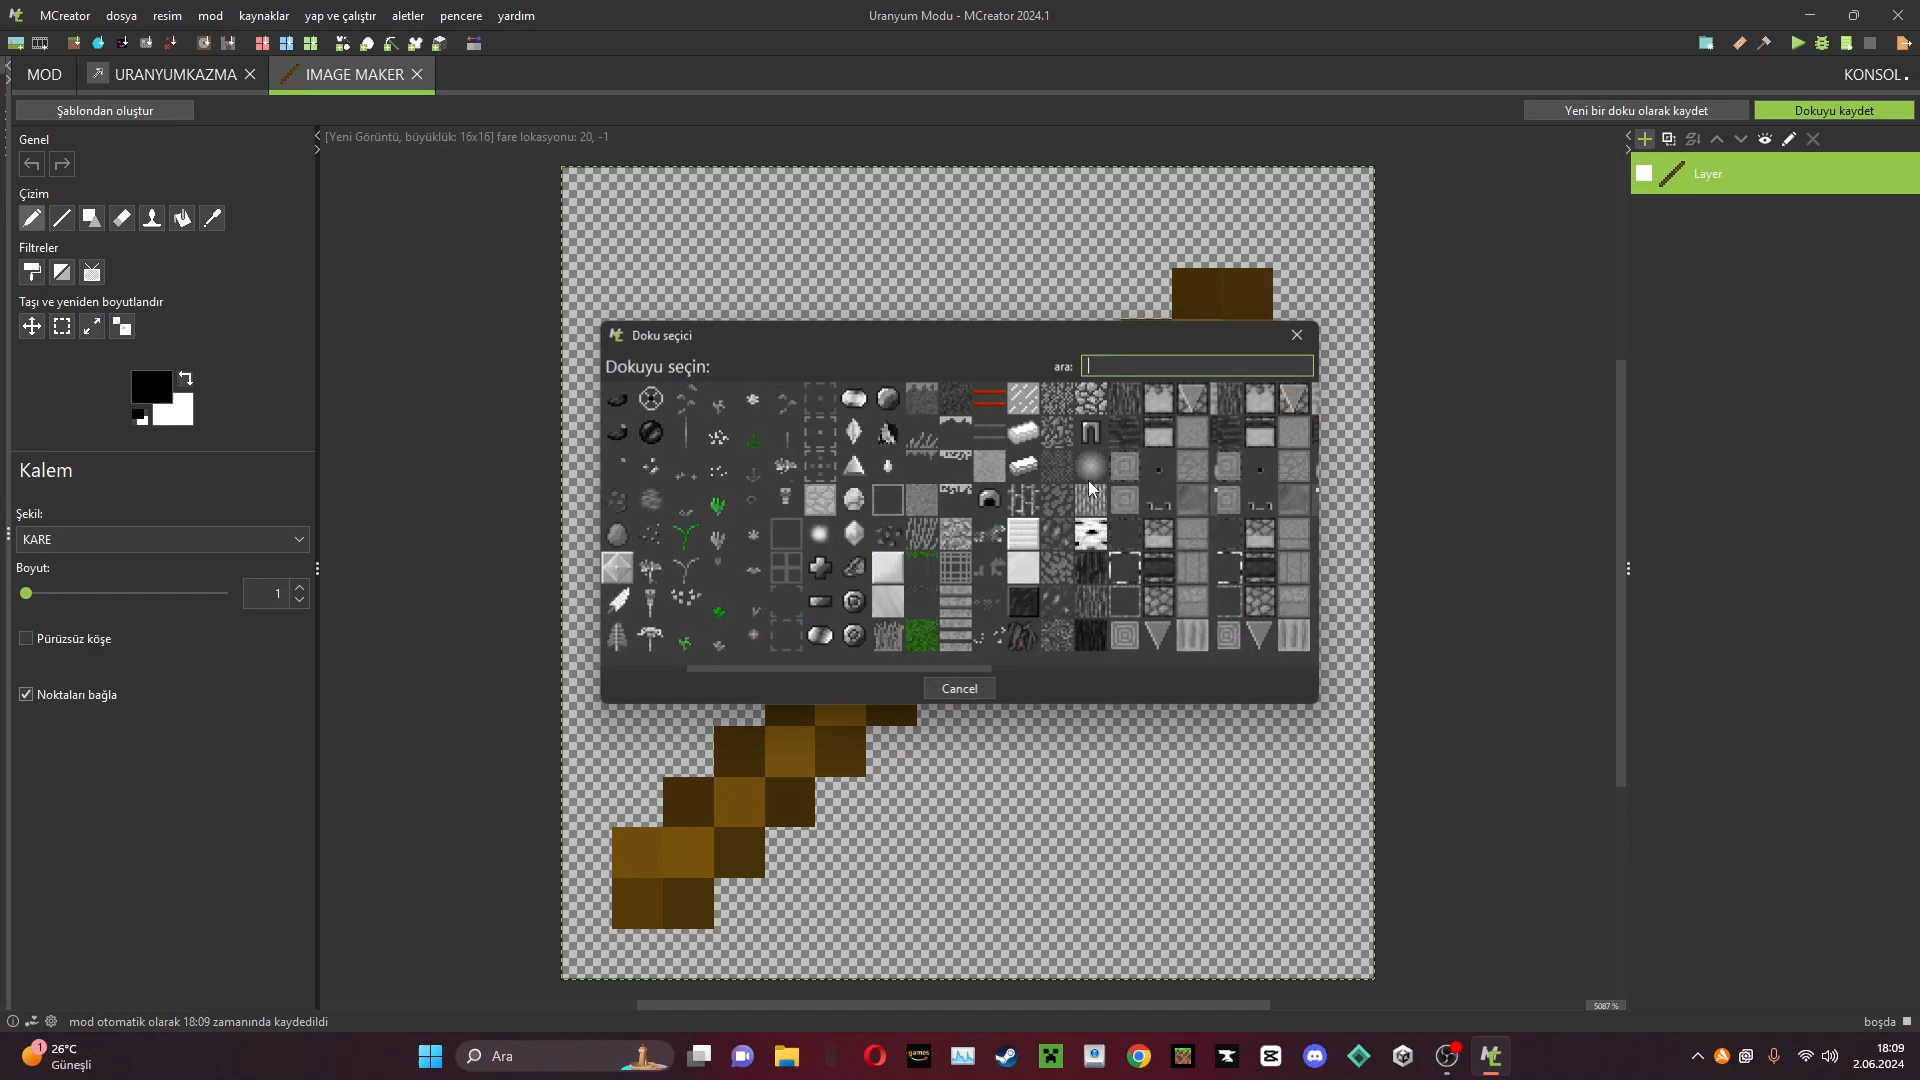 MCreator dosya resim mod kaynaklar yap ve çalıştır aletler pencere yardım
Uranyum Modu - MCreator 2024.1
MOD URANYUMKAZMA IMAGE MAKER
KONSOL
Şablondan oluştur
Yeni bir doku olarak kaydet
Dokuyu kaydet
Genel
[Yeni Görüntü, büyüklük: 16x16] fare lokasyonu: 20, -1
Layer
Çizim
Filtreler
Taşı ve yeniden boyutlandır
Doku seçici
Dokuyu seçin:
ara:
Cancel
Kalem
Şekil:
KARE
Boyut:
1
Pürüzsüz köşe
Noktaları bağla
5087 %
mod otomatik olarak 18:09 zamanında kaydedildi
boşda
1
26°C
Güneşli
Ara
games
18:09
2.06.2024